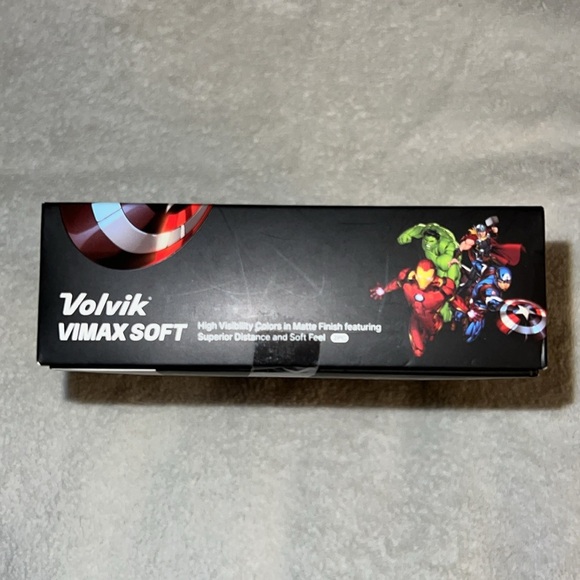 Volvik
VIMAX SOFT
High Visibility Colors in Matte Finish featuring
Superior Distance and Soft Feel